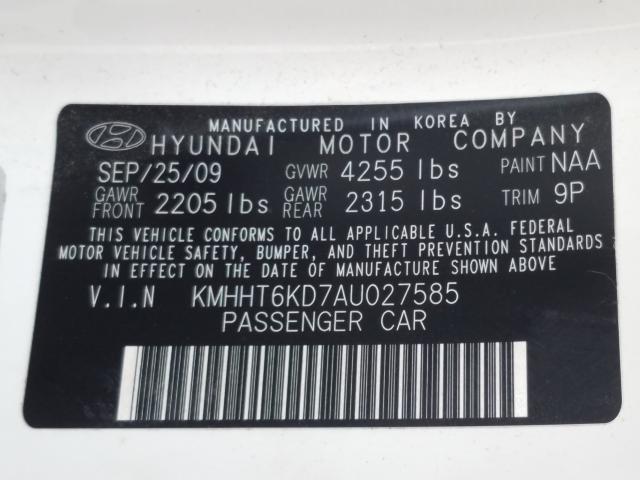 MANUFACTURED IN KOREA BY
HYUNDAI MOTOR COMPANY
SEP/25/09 GVWR 4255 lbs PAINT NAA
GAWR FRONT 2205 lbs GAWR REAR 2315 lbs TRIM 9P
THIS VEHICLE CONFORMS TO ALL APPLICABLE U.S.A. FEDERAL
MOTOR VEHICLE SAFETY, BUMPER, AND THEFT PREVENTION STANDARDS
IN EFFECT ON THE DATE OF MANUFACTURE SHOWN ABOVE.
V.I.N KMHHT6KD7AU027585
PASSENGER CAR